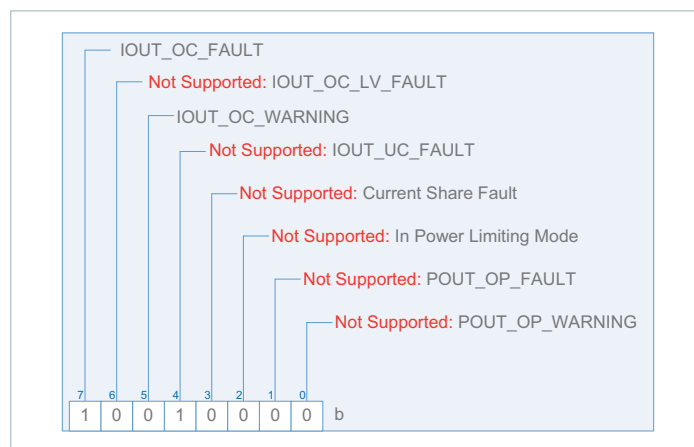 IOUT_OC_FAULT
Not Supported: IOUT_OC_LV_FAULT
IOUT_OC_WARNING
Not Supported: IOUT_UC_FAULT
Not Supported: Current Share Fault
Not Supported: In Power Limiting Mode
Not Supported: POUT_OP_FAULT
Not Supported: POUT_OP_WARNING
7 6 5 4 3 2 1 0
1 0 0 1 0 0 0 0 b